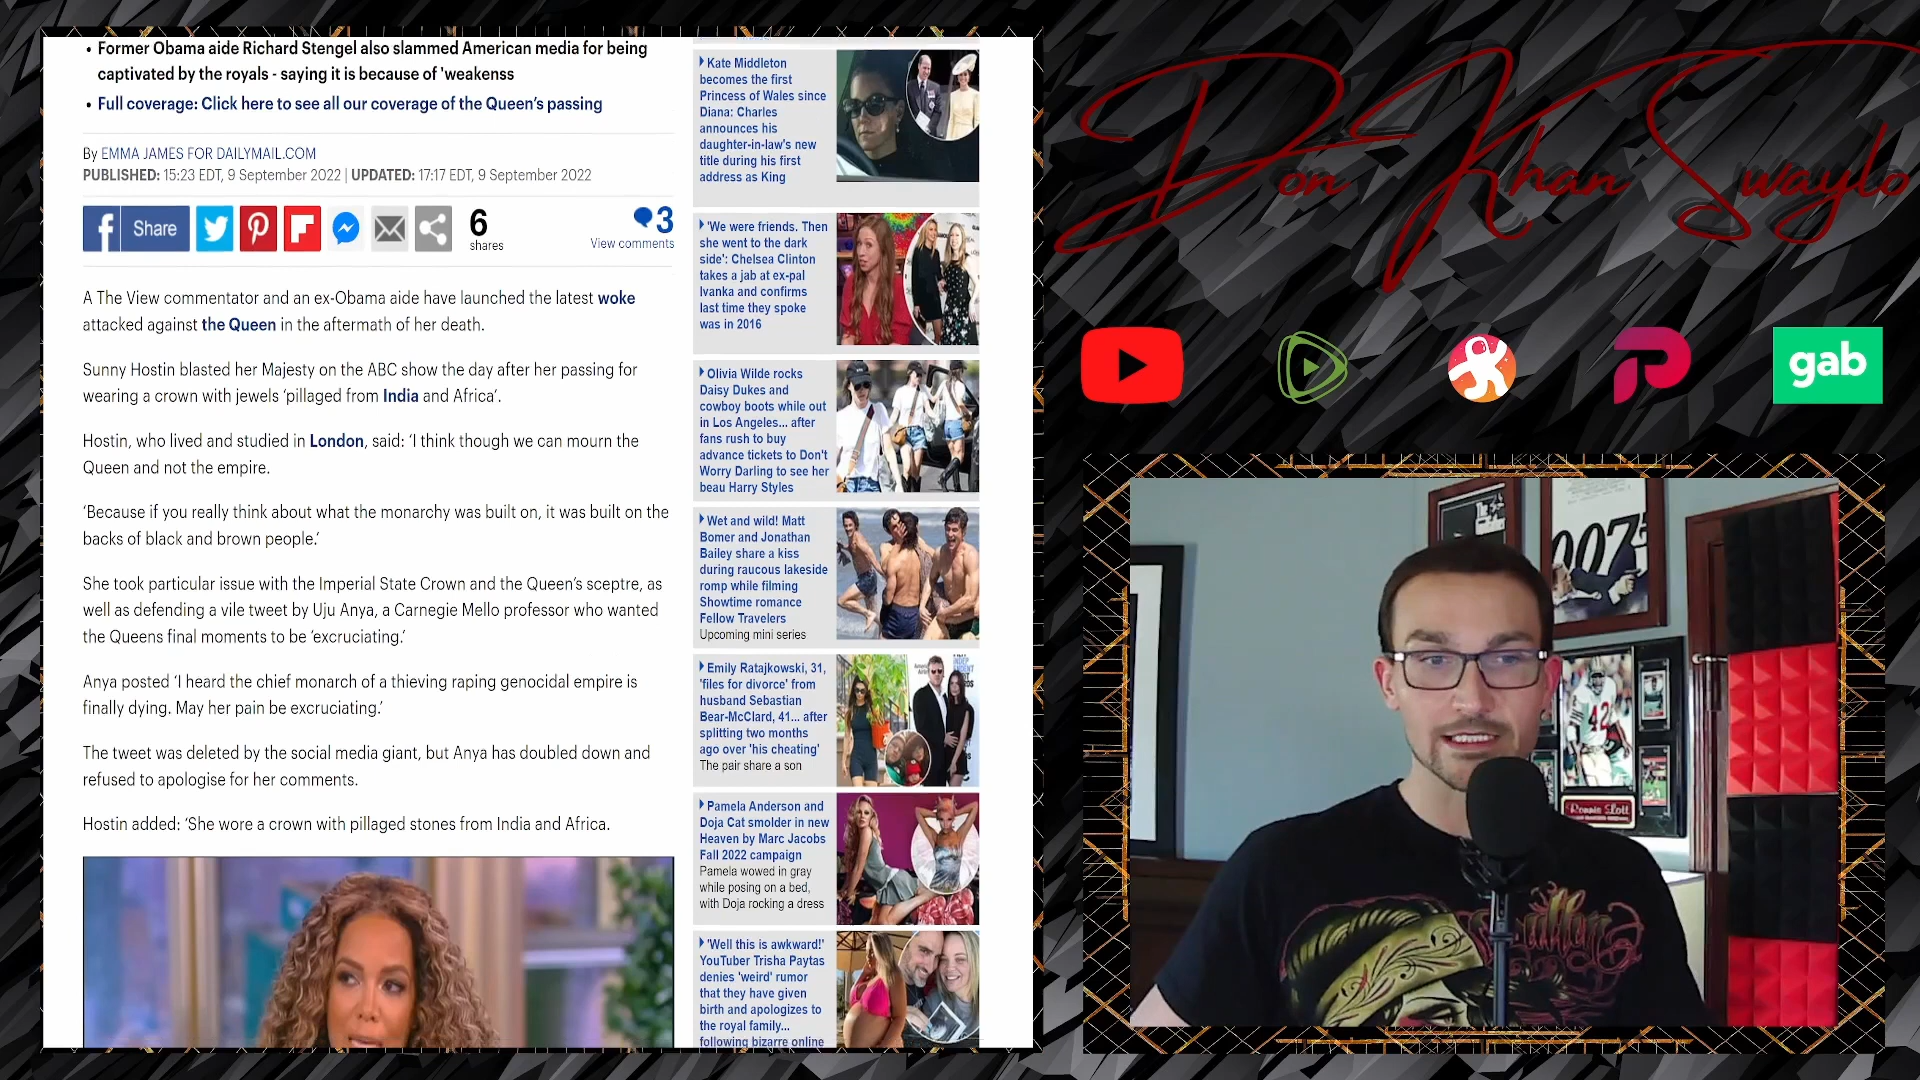 • Former Obama aide Richard Stengel also slammed American media for being
captivated by the royals - saying it is because of 'weakenss
• Full coverage: Click here to see all our coverage of the Queen's passing
By EMMA JAMES FOR DAILYMAIL.COM
PUBLISHED: 15:23 EDT, 9 September 2022 | UPDATED: 17:17 EDT, 9 September 2022
Share
6
shares
3
View comments
A The View commentator and an ex-Obama aide have launched the latest woke
attacked against the Queen in the aftermath of her death.
Sunny Hostin blasted her Majesty on the ABC show the day after her passing for
wearing a crown with jewels 'pillaged from India and Africa'.
Hostin, who lived and studied in London, said: 'I think though we can mourn the
Queen and not the empire.
'Because if you really think about what the monarchy was built on, it was built on the
backs of black and brown people.'
She took particular issue with the Imperial State Crown and the Queen's sceptre, as
well as defending a vile tweet by Uju Anya, a Carnegie Mello professor who wanted
the Queens final moments to be 'excruciating.'
Anya posted 'I heard the chief monarch of a thieving raping genocidal empire is
finally dying. May her pain be excruciating.'
The tweet was deleted by the social media giant, but Anya has doubled down and
refused to apologise for her comments.
Hostin added: 'She wore a crown with pillaged stones from India and Africa.
Kate Middleton
becomes the first
Princess of Wales since
Diana: Charles
announces his
daughter-in-law's new
title during his first
address as King
'We were friends. Then
she went to the dark
side': Chelsea Clinton
takes a jab at ex-pal
Ivanka and confirms
last time they spoke
was in 2016
Olivia Wilde rocks
Daisy Dukes and
cowboy boots while out
in Los Angeles... after
fans rush to buy
advance tickets to Don't
Worry Darling to see her
beau Harry Styles
Wet and wild! Matt
Bomer and Jonathan
Bailey share a kiss
during raucous lakeside
romp while filming
Showtime romance
Fellow Travelers
Upcoming mini series
Emily Ratajkowski, 31,
'files for divorce' from
husband Sebastian
Bear-McClard, 41... after
splitting two months
ago over 'his cheating'
The pair share a son
Pamela Anderson and
Doja Cat smolder in new
Heaven by Marc Jacobs
Fall 2022 campaign
Pamela wowed in gray
while posing on a bed,
with Doja rocking a dress
'Well this is awkward!'
YouTuber Trisha Paytas
denies 'weird' rumor
that they have given
birth and apologizes to
the royal family...
following bizarre online
Don Khan Swaylo
gab
007
42
Ronnie Lott